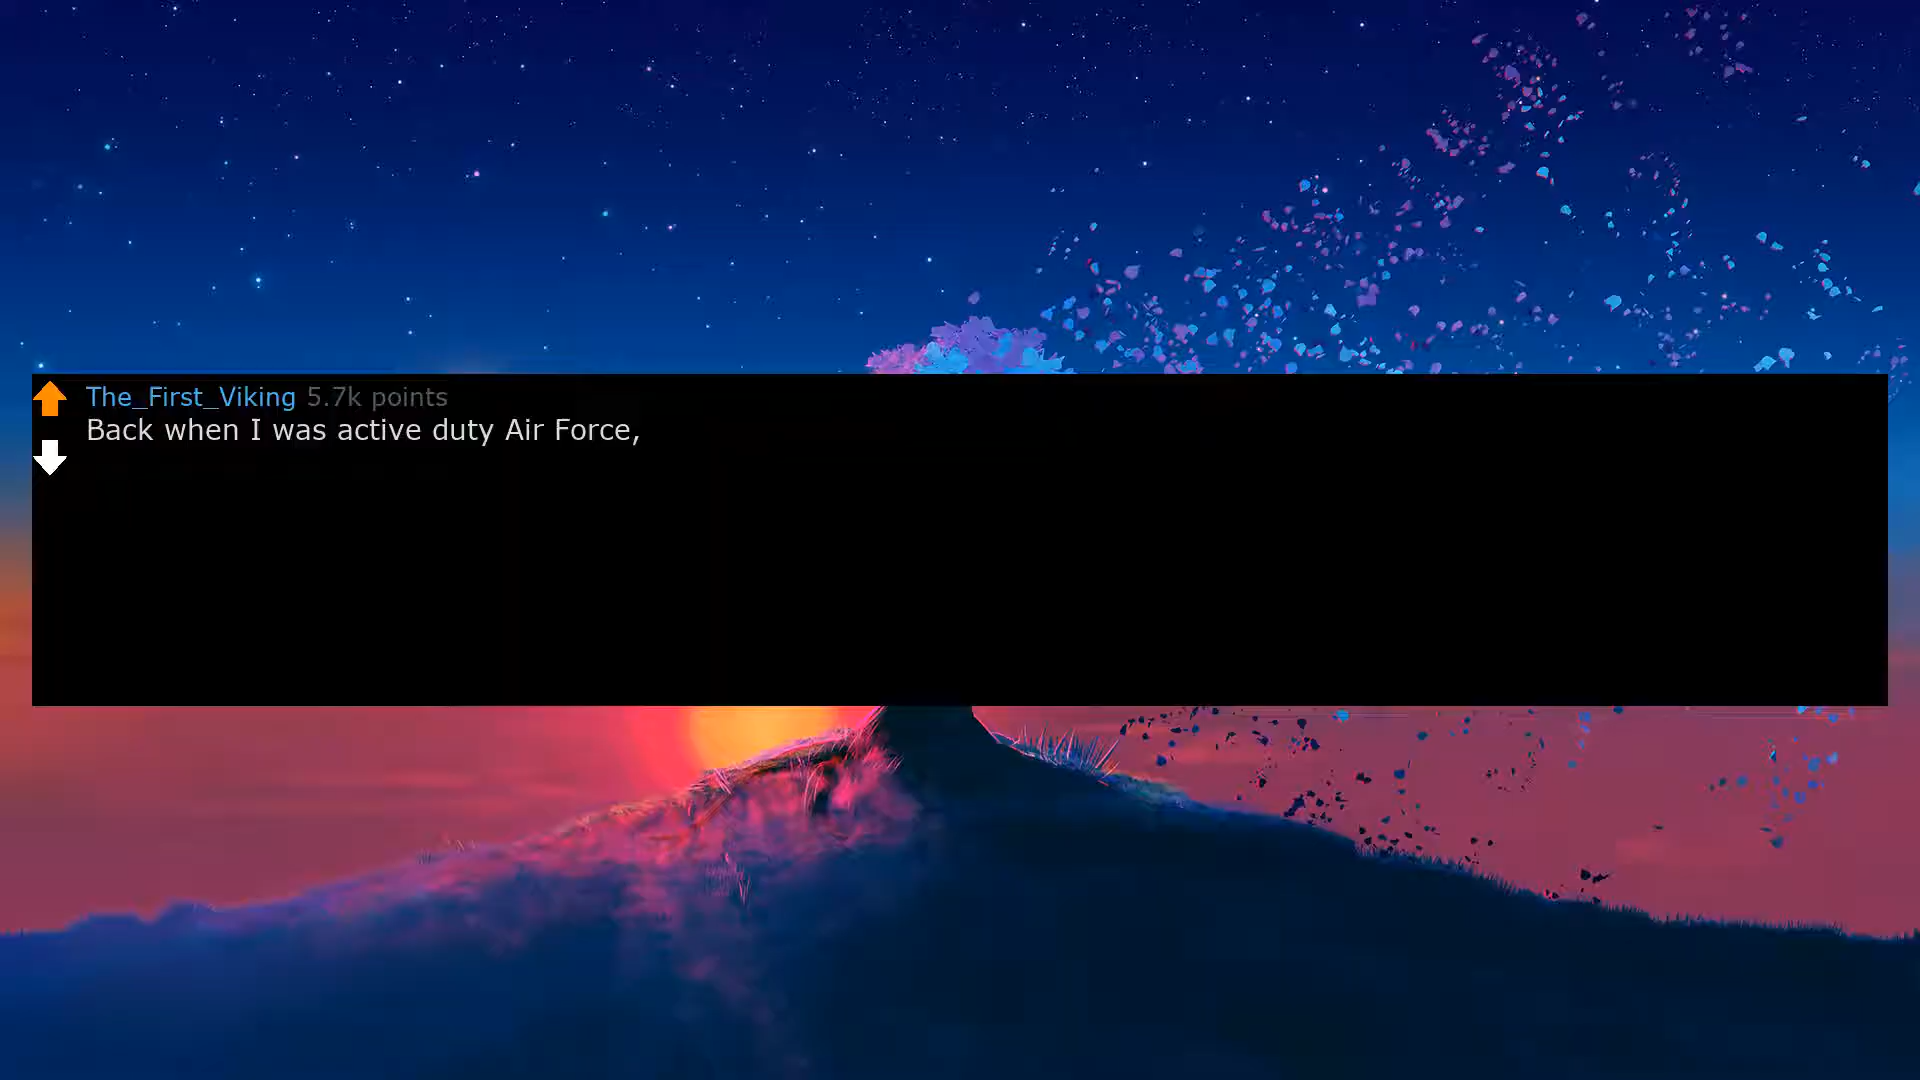 The_First_Viking 5.7k points
Back when I was active duty Air Force,